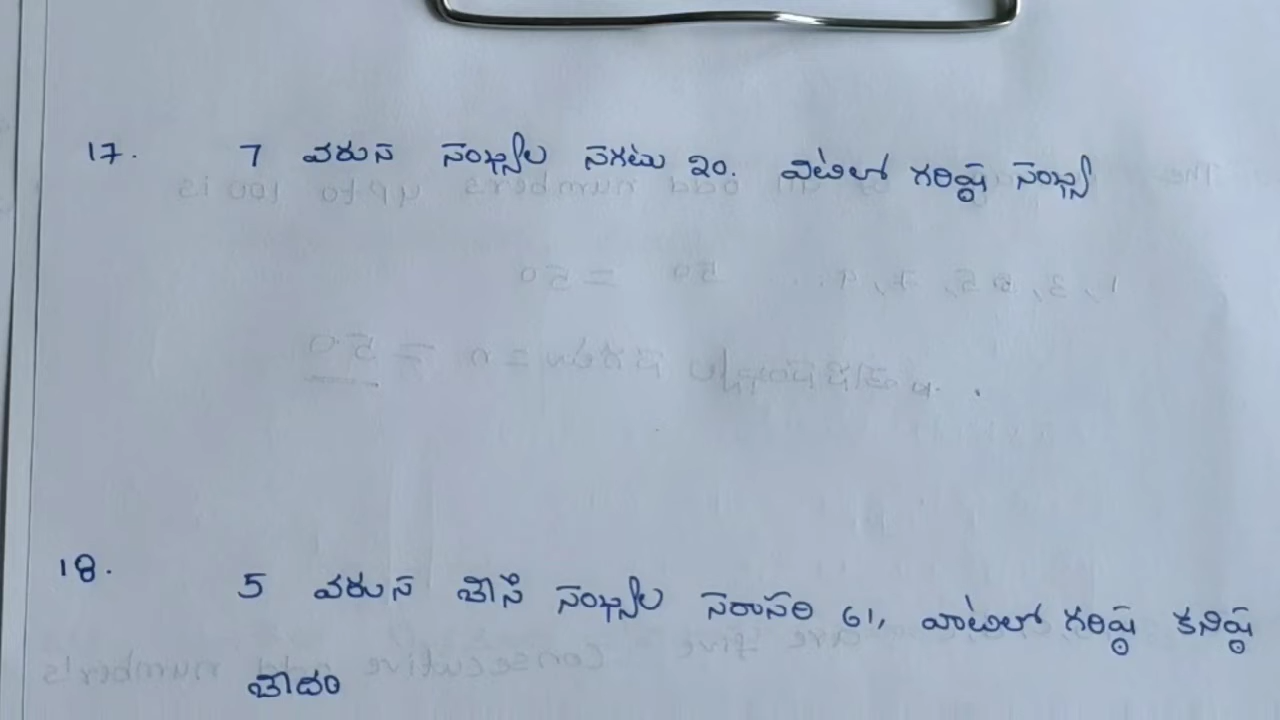 17. 7 వరుస సంఖ్యల సగటు 20. వీటిలో గరిష్ఠ సంఖ్య
18. 5 వరుస బేసి సంఖ్యల సరాసరి 61, వాటిలో గరిష్ఠ కనిష్ఠ
భేదం